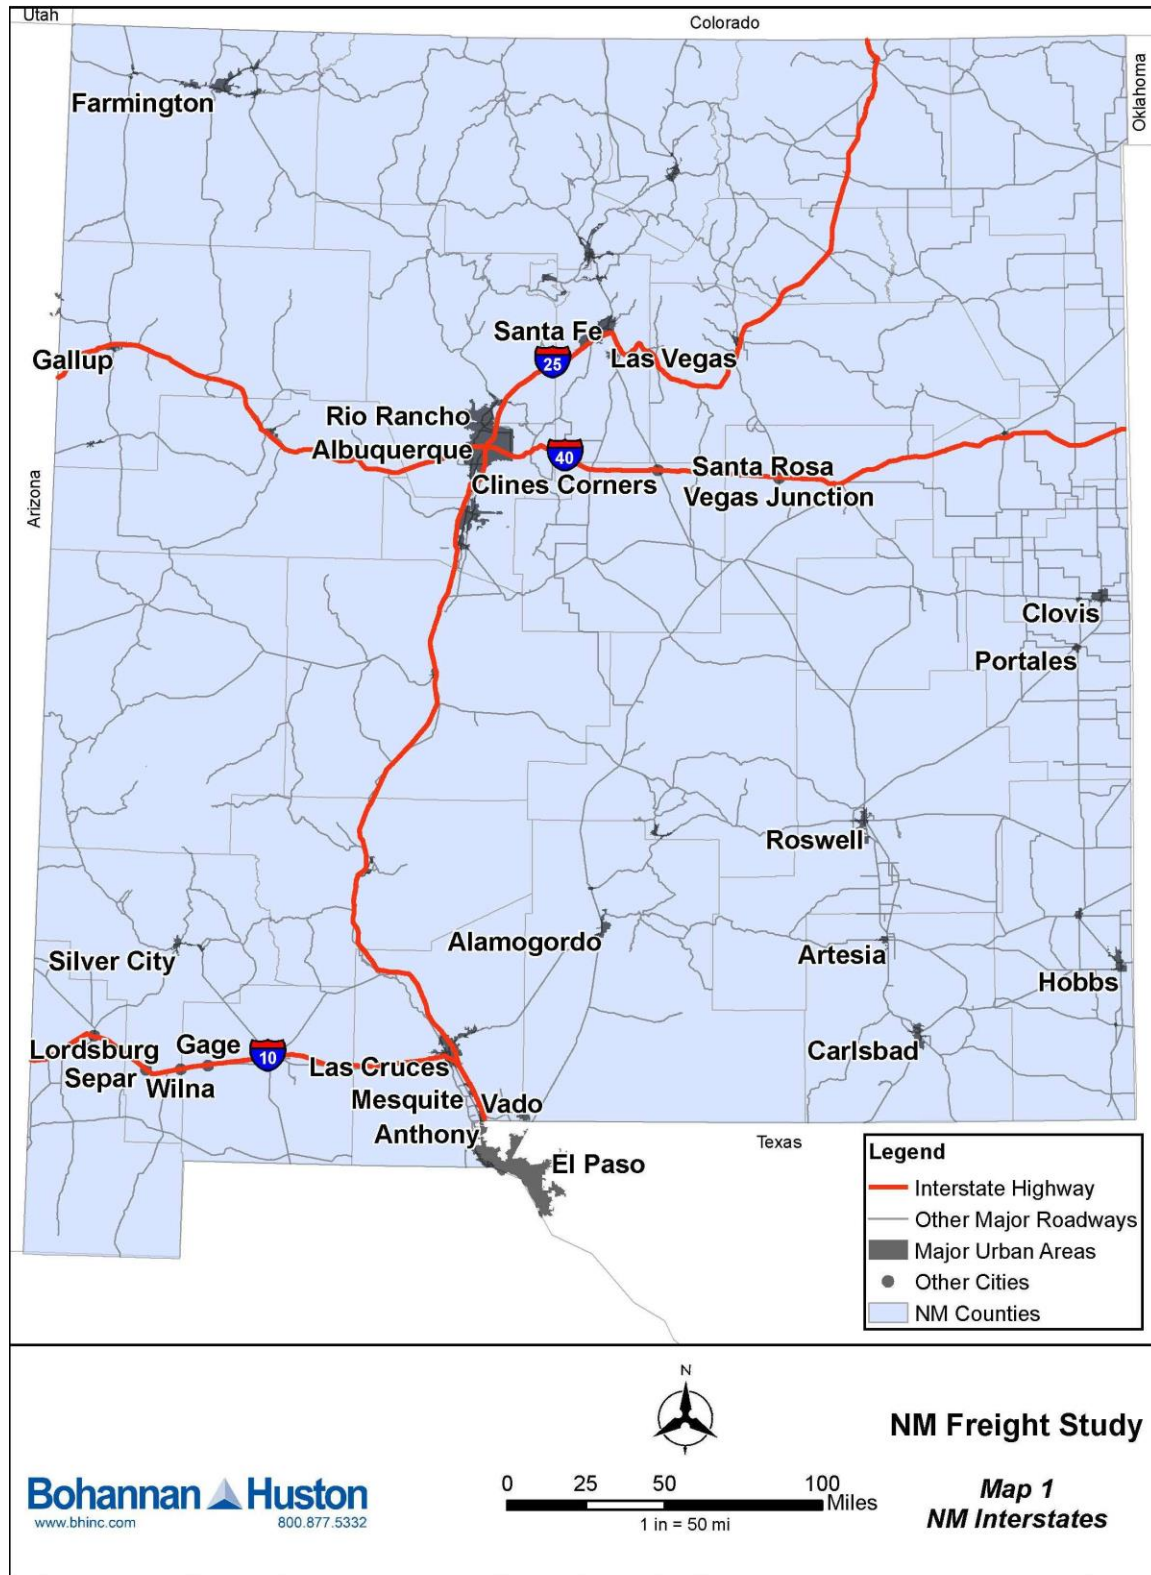 Utah
Colorado
Oklahoma
Farmington
Santa Fe
25
Las Vegas
Gallup
Rio Rancho
Albuquerque
40
Santa Rosa
Clines Corners
Vegas Junction
Arizona
Clovis
Portales
Roswell
Alamogordo
Artesia
Silver City
Hobbs
Gage
Lordsburg
10
Las Cruces
Carlsbad
Separ
Wilna
Mesquite
Vado
Anthony
Texas
El Paso
Legend
Interstate Highway
Other Major Roadways
Major Urban Areas
Other Cities
NM Counties
N
NM Freight Study
Bohannan Huston
www.bhinc.com 800.877.5332
0 25 50 100
Miles
1 in = 50 mi
Map 1
NM Interstates